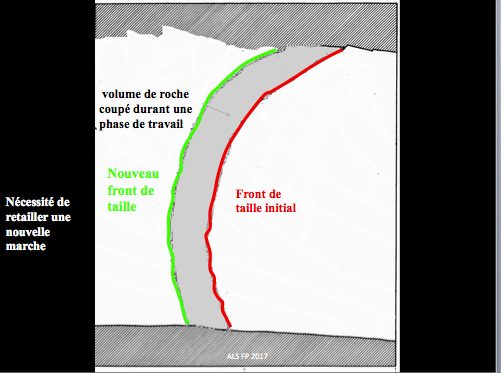 volume de roche
coupé durant une
phase de travail
Nouveau
front de
taille
Front de
taille initial
Nécessité de
retailler une
nouvelle
marche
ALS FP 2017